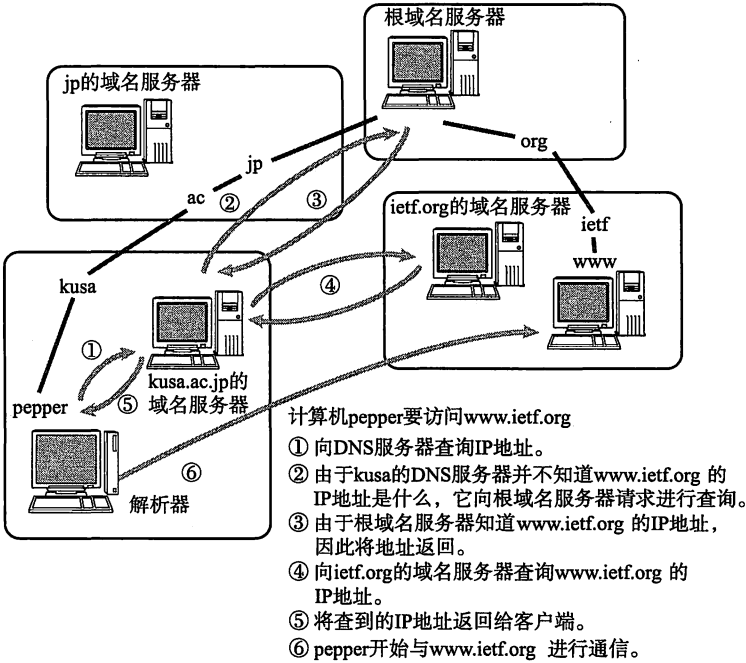 根域名服务器
jp的域名服务器
org
jp
ac
②
③
ietf.org的域名服务器
ietf
www
④
kusa
①
kusa.ac.jp的
域名服务器
⑤
pepper
⑥
解析器
计算机pepper要访问www.ietf.org
① 向DNS服务器查询IP地址。
② 由于kusa的DNS服务器并不知道www.ietf.org 的
IP地址是什么，它向根域名服务器请求进行查询。
③ 由于根域名服务器知道www.ietf.org 的IP地址，
因此将地址返回。
④ 向ietf.org的域名服务器查询www.ietf.org 的
IP地址。
⑤ 将查到的IP地址返回给客户端。
⑥ pepper开始与www.ietf.org 进行通信。